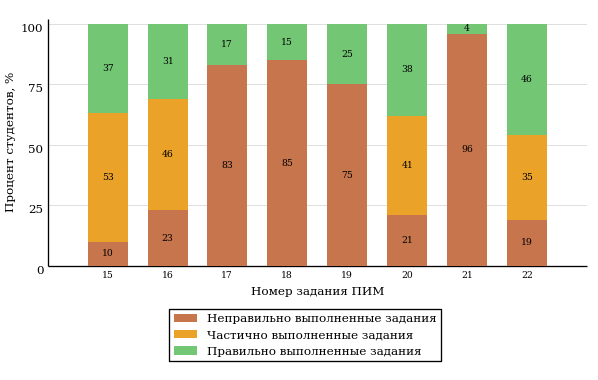 100
75
50
25
0
Процент студентов, %
37 31 17 15 25 38 4 46
53 46 83 85 75 41 96 35
10 23 21 19
15 16 17 18 19 20 21 22
Номер задания ПИМ
Неправильно выполненные задания
Частично выполненные задания
Правильно выполненные задания